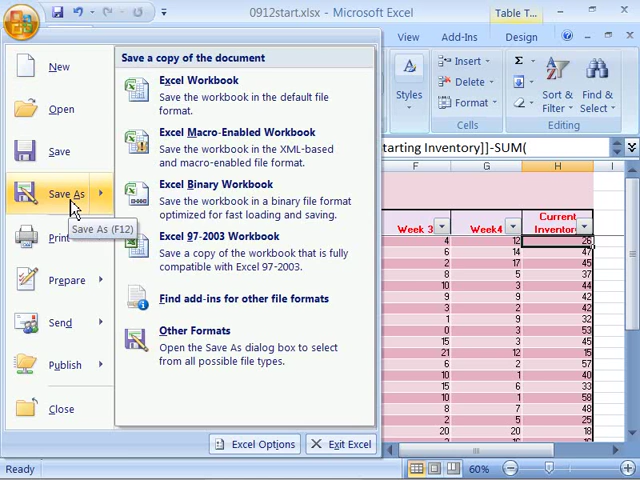 0912start.xlsx - Microsoft Excel
Table T...
View Add-Ins Design
New
Open
Save
Save As
Save As (F12)
Print
Prepare
Send
Publish
Close
Save a copy of the document
Excel Workbook
Save the workbook in the default file
format.
Excel Macro-Enabled Workbook
Save the workbook in the XML-based
and macro-enabled file format.
Excel Binary Workbook
Save the workbook in a binary file format
optimized for fast loading and saving.
Excel 97-2003 Workbook
Save a copy of the workbook that is fully
compatible with Excel 97-2003.
Find add-ins for other file formats
Other Formats
Open the Save As dialog box to select
from all possible file types.
Excel Options Exit Excel
Styles
Insert
Delete
Format
Cells
Sort &
Filter
Find &
Select
Editing
tarting Inventory]]-SUM(
F G H I
Week 3 Week4 Current
Inventory
4 12 26
6 14 47
2 17 45
8 5 37
10 3 44
9 9 42
3 2 42
1 9 32
0 3 53
15 3 45
21 12 15
6 2 57
10 1 40
15 6 33
10 1 58
8 7 48
2 6 25
20 20 18
Ready
60%